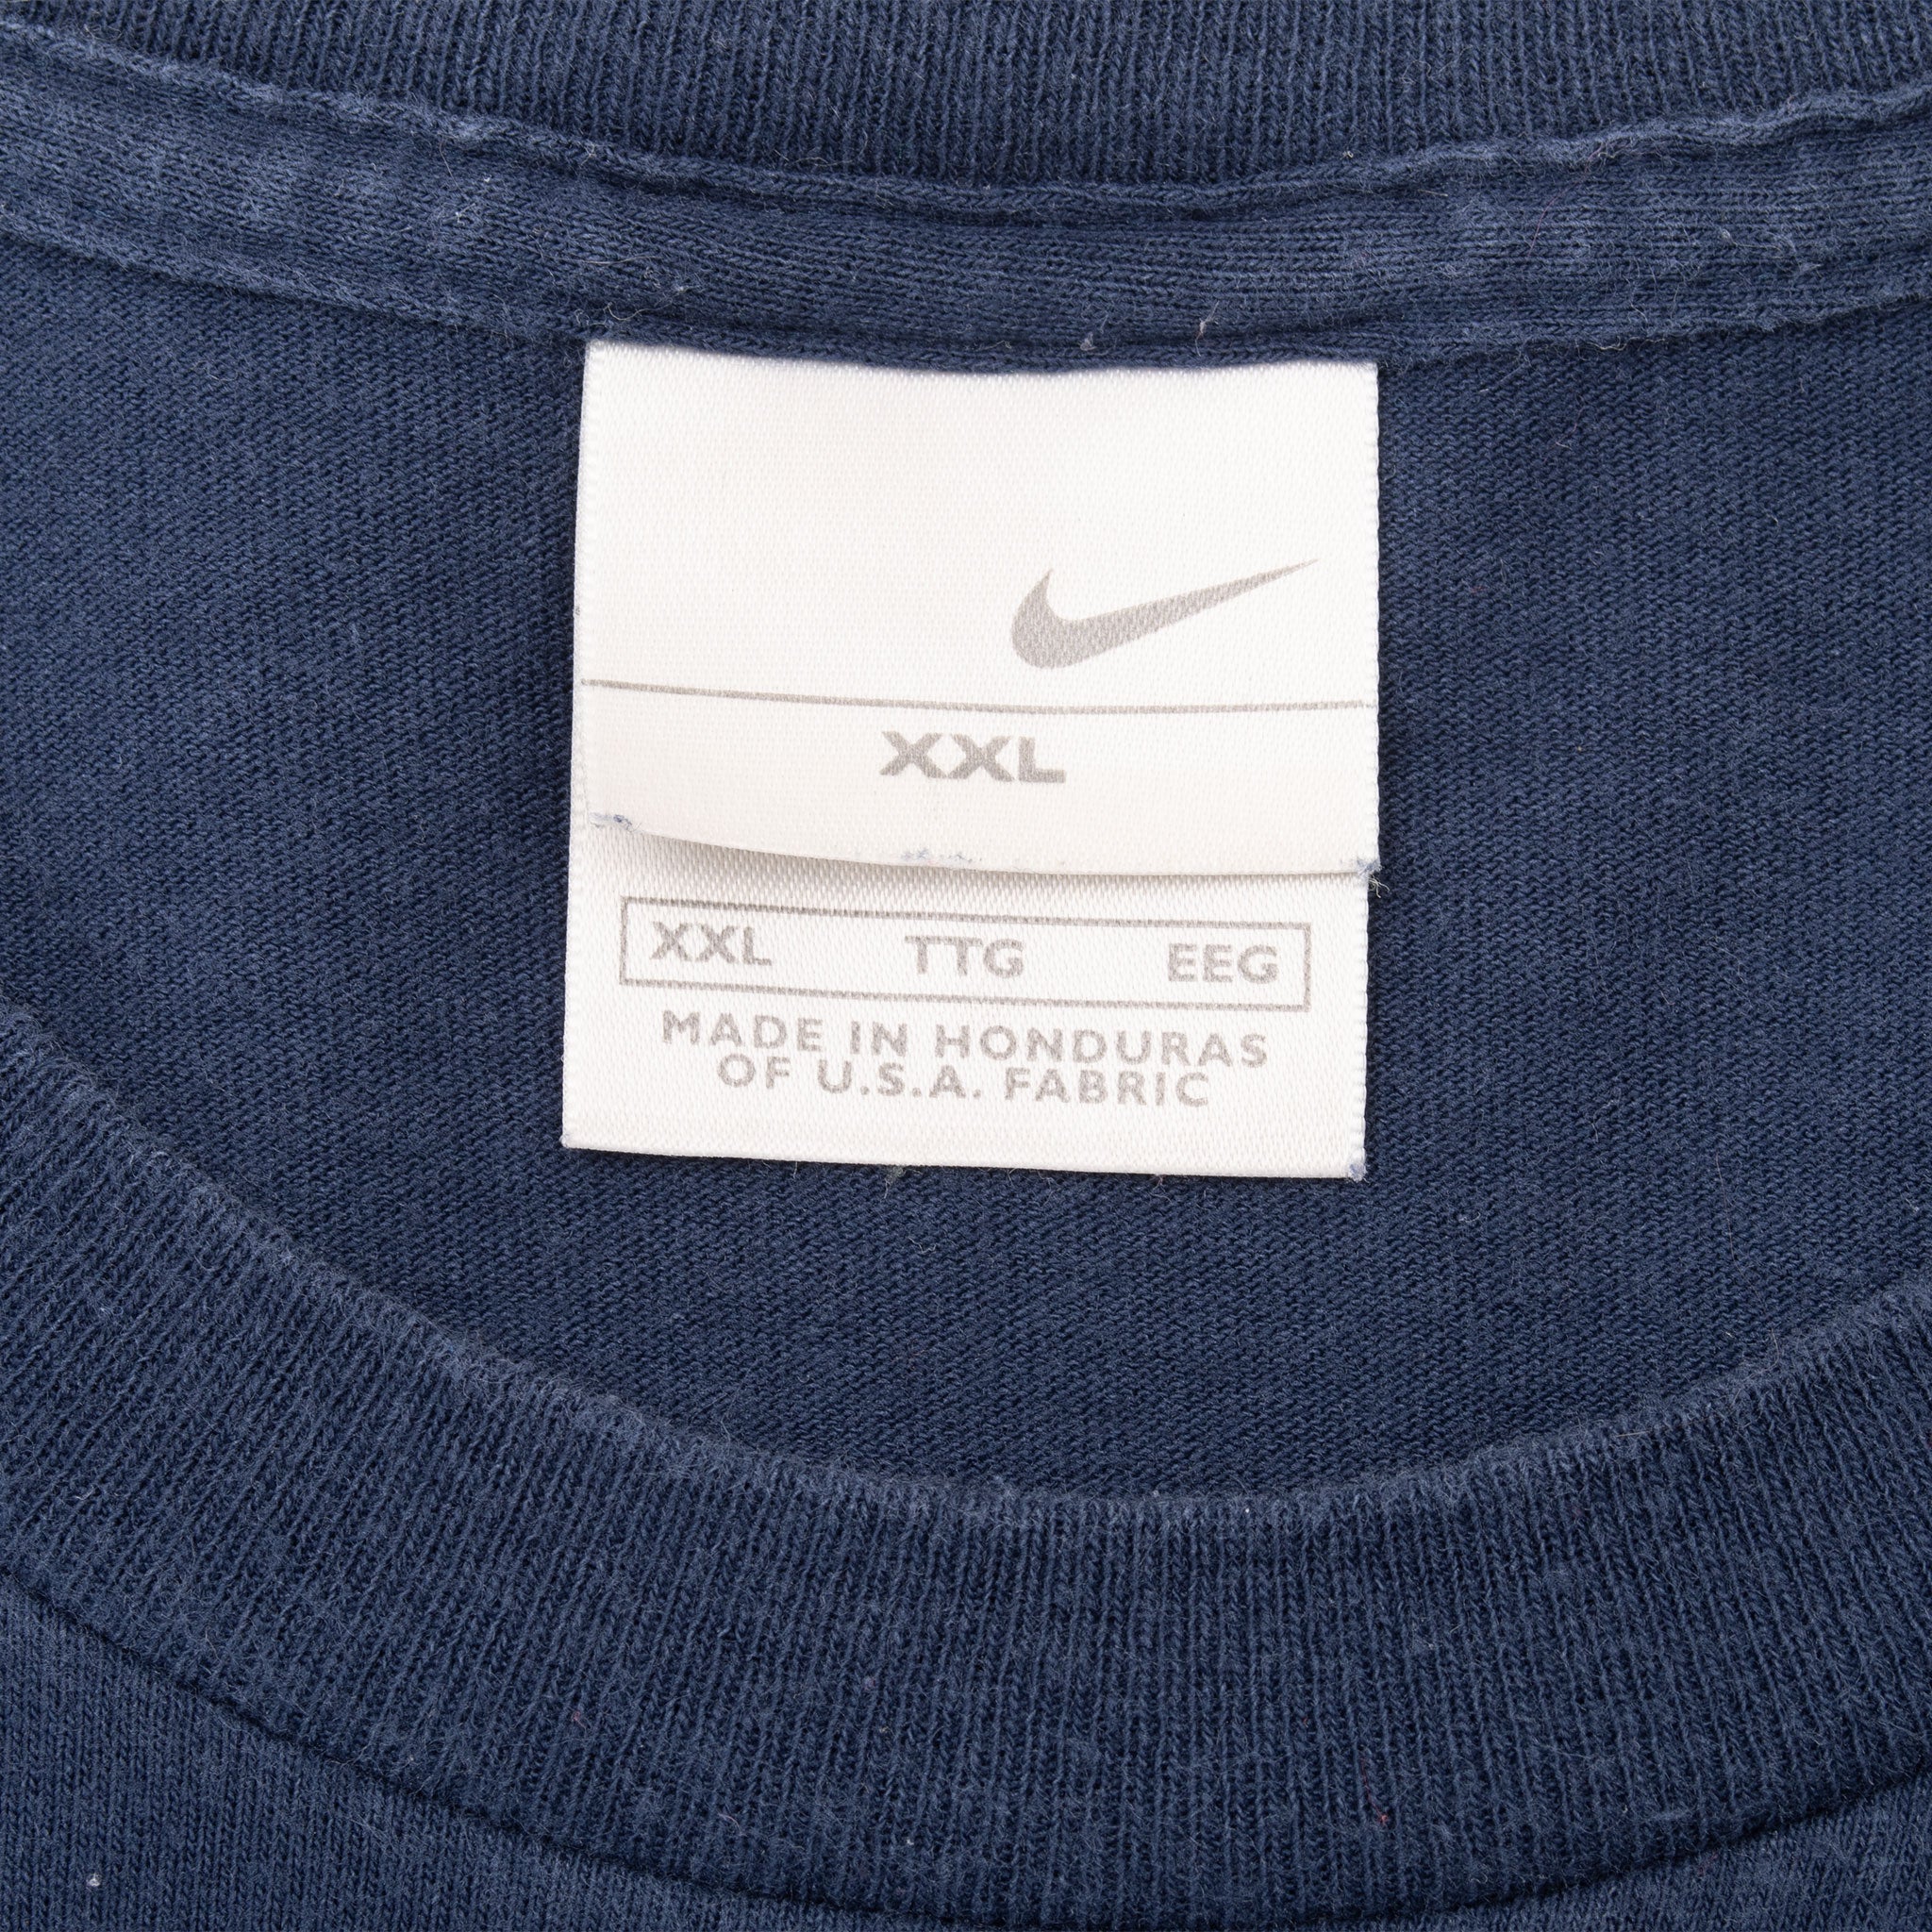 XXL
XXL TTG EEG
MADE IN HONDURAS
OF U.S.A. FABRIC